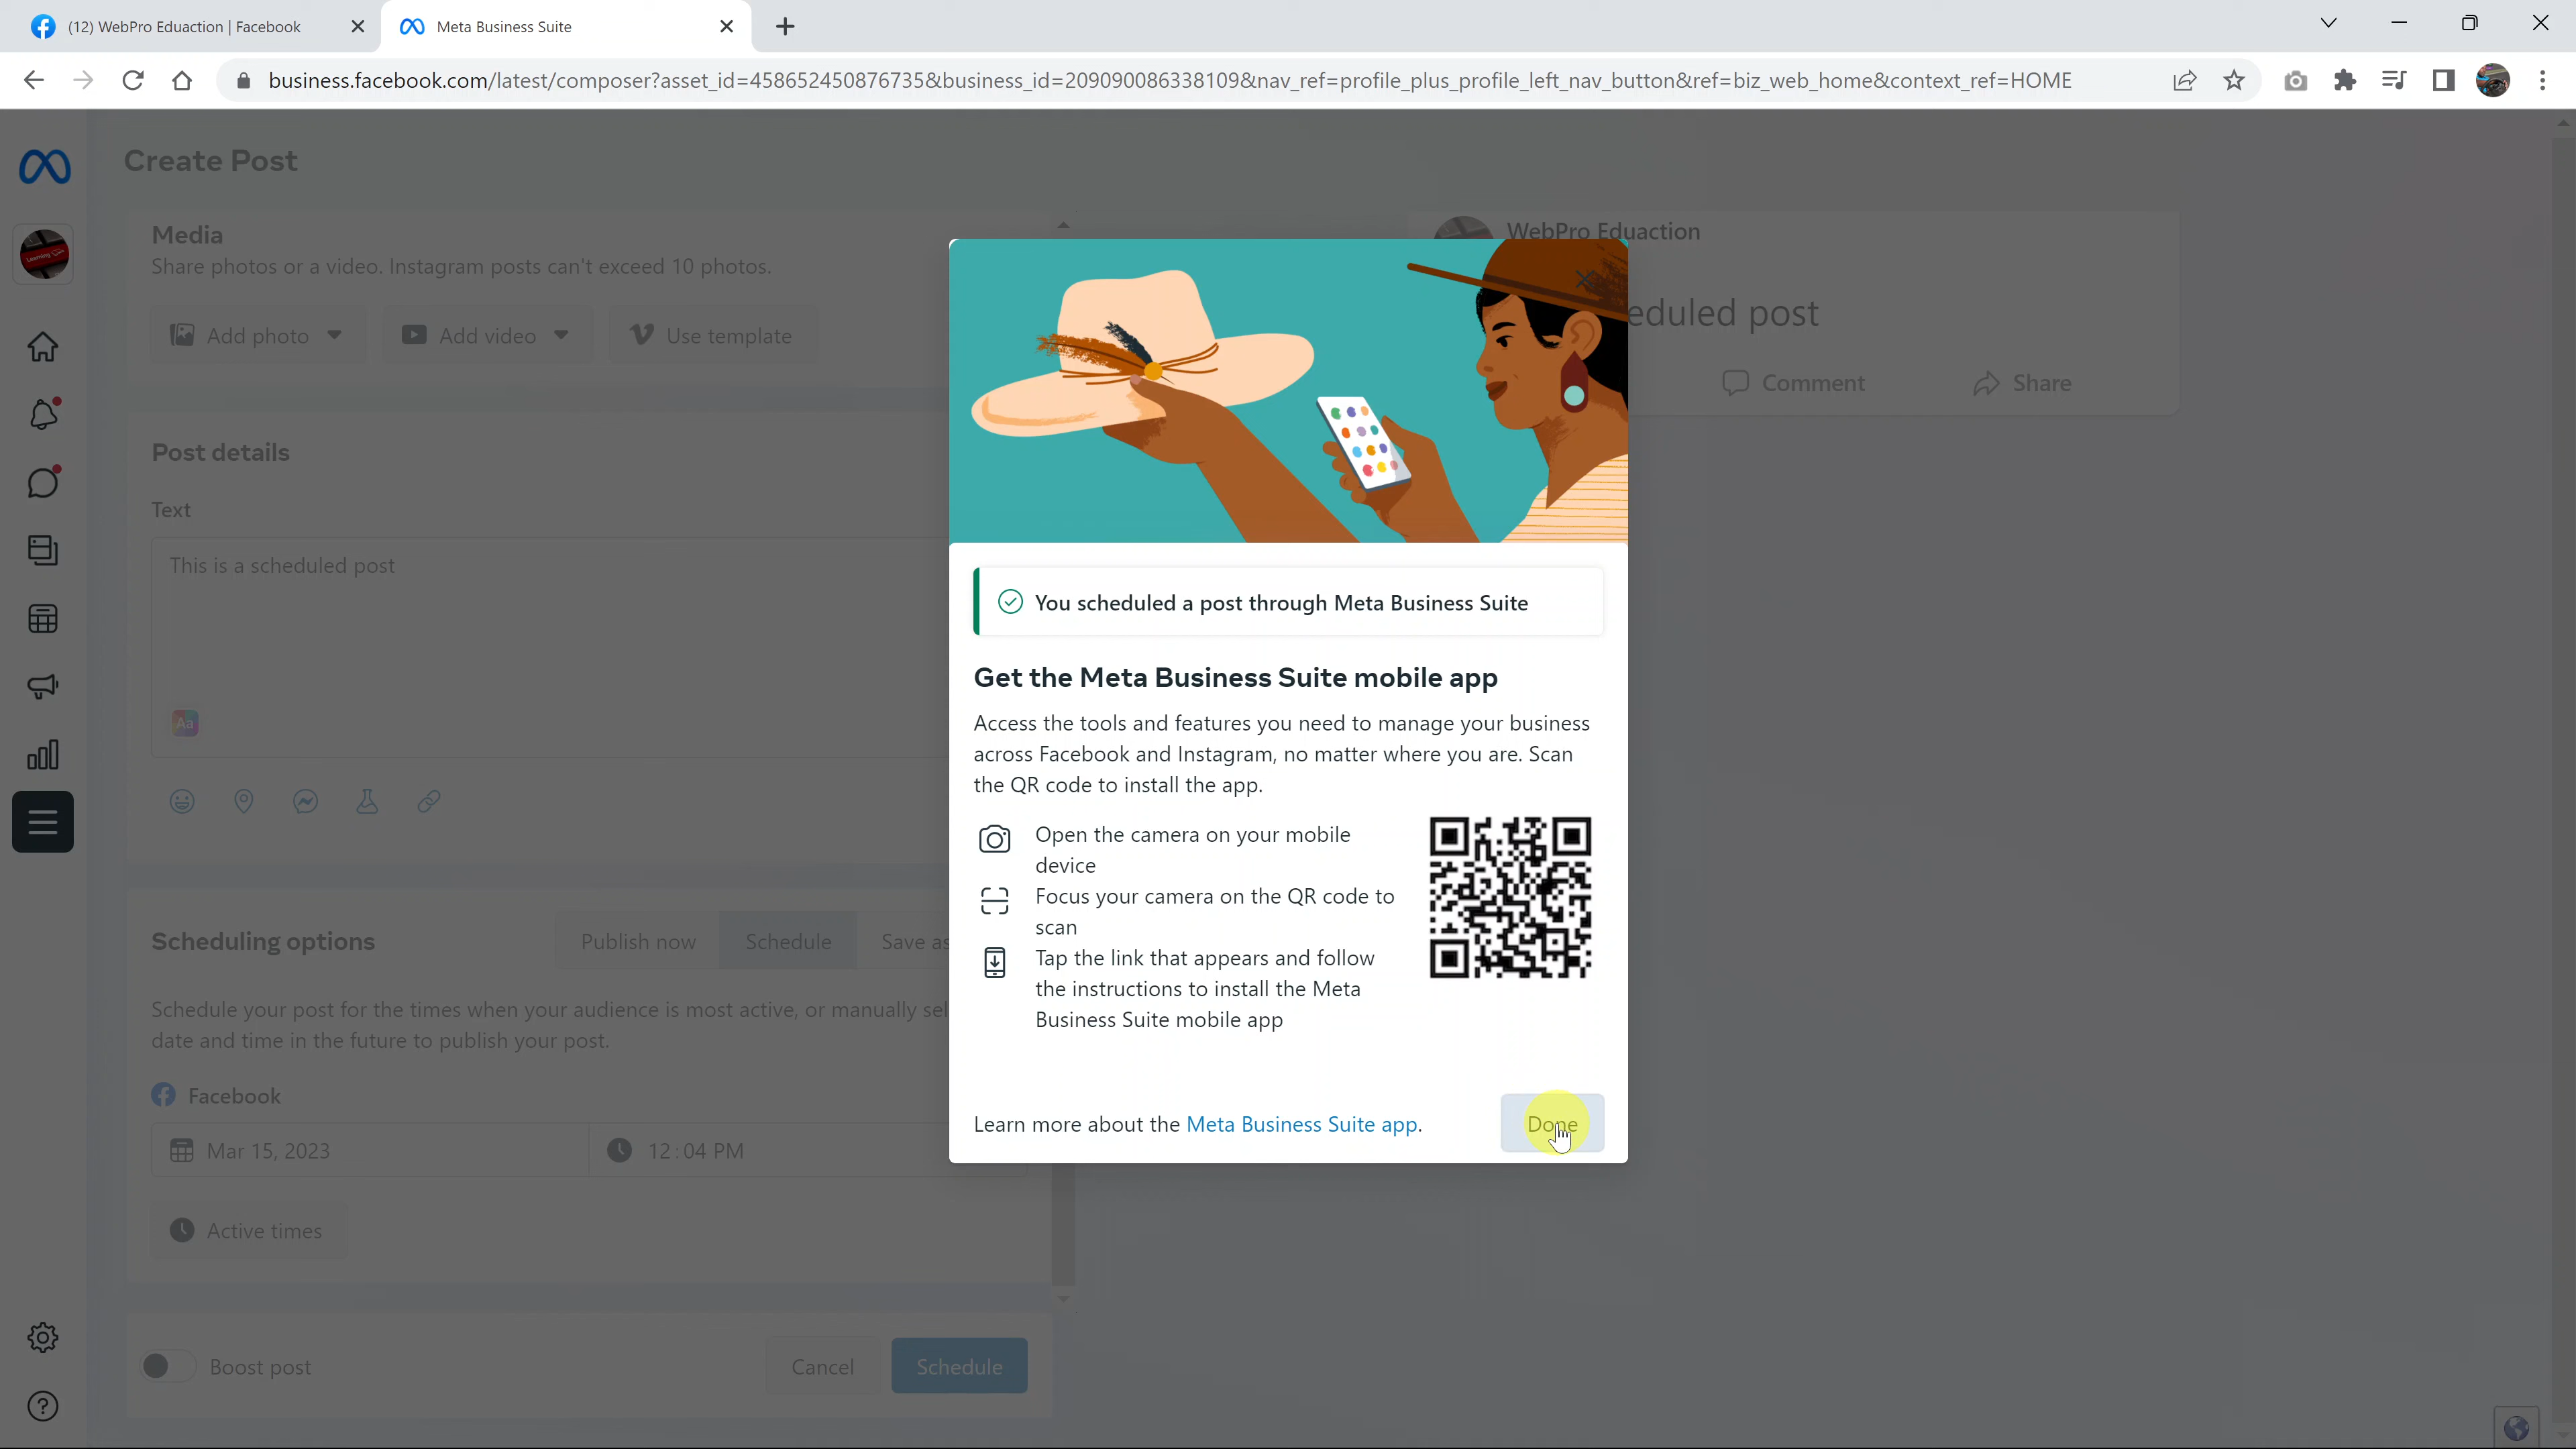 (12) WebPro Eduaction | Facebook
Meta Business Suite
business.facebook.com/latest/composer?asset_id=458652450876735&business_id=209090086338109&nav_ref=profile_plus_profile_left_nav_button&ref=biz_web_home&context_ref=HOME
Create Post
Media
Share photos or a video. Instagram posts can't exceed 10 photos.
Add photo
Add video
Use template
WebPro Eduaction
eduled post
Comment
Share
Post details
Text
This is a scheduled post
Aa
You scheduled a post through Meta Business Suite
Get the Meta Business Suite mobile app
Access the tools and features you need to manage your business
across Facebook and Instagram, no matter where you are. Scan
the QR code to install the app.
Open the camera on your mobile
device
Focus your camera on the QR code to
scan
Tap the link that appears and follow
the instructions to install the Meta
Business Suite mobile app
Learn more about the Meta Business Suite app.
Done
Scheduling options
Publish now
Schedule
Save as
Schedule your post for the times when your audience is most active, or manually sel
date and time in the future to publish your post.
Facebook
Mar 15, 2023
12:04 PM
Active times
Boost post
Cancel
Schedule